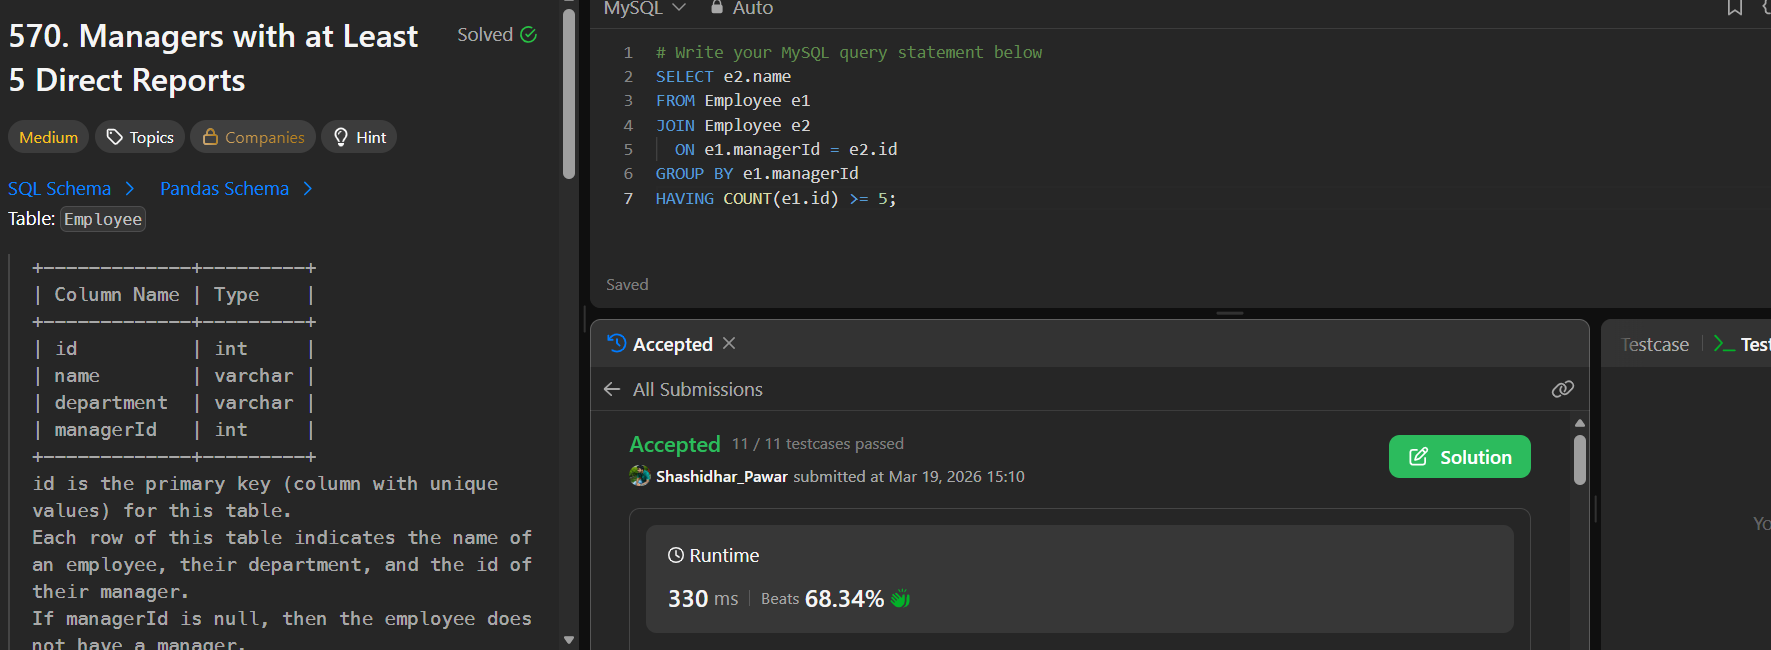 570. Managers with at Least
5 Direct Reports
Solved
Medium
Topics
Companies
Hint
SQL Schema
Pandas Schema
Table: Employee
+-------------+---------+
| Column Name | Type    |
+-------------+---------+
| id          | int     |
| name        | varchar |
| department  | varchar |
| managerId   | int     |
+-------------+---------+
id is the primary key (column with unique
values) for this table.
Each row of this table indicates the name of
an employee, their department, and the id of
their manager.
If managerId is null, then the employee does
not have a manager.
MySQL
Auto
1 # Write your MySQL query statement below
2 SELECT e2.name
3 FROM Employee e1
4 JOIN Employee e2
5   ON e1.managerId = e2.id
6 GROUP BY e1.managerId
7 HAVING COUNT(e1.id) >= 5;
Saved
Accepted
All Submissions
Accepted 11 / 11 testcases passed
Shashidhar_Pawar submitted at Mar 19, 2026 15:10
Solution
Runtime
330 ms | Beats 68.34%
Testcase
Test
Yo